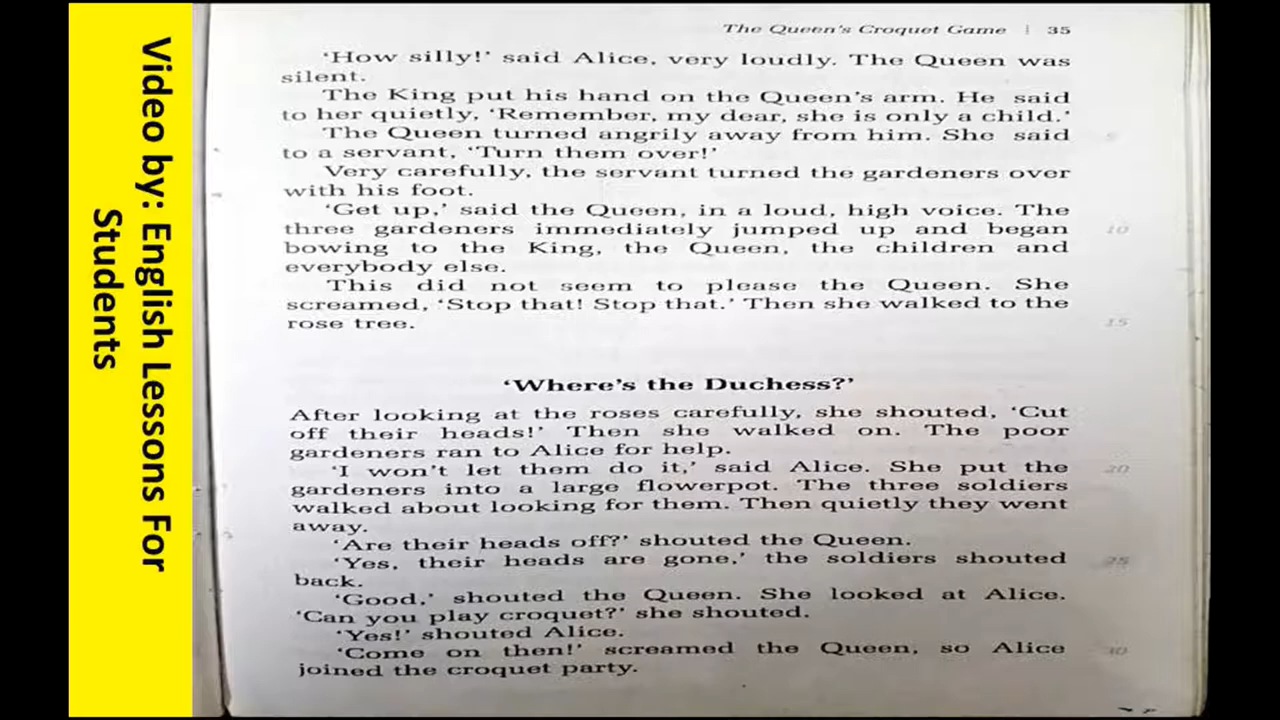 Video by: English Lessons For
Students
The Queen's Croquet Game | 35
'How silly!' said Alice, very loudly. The Queen was
silent.
The King put his hand on the Queen's arm. He said
to her quietly, 'Remember, my dear, she is only a child.'
The Queen turned angrily away from him. She said
5
to a servant, 'Turn them over!'
Very carefully, the servant turned the gardeners over
with his foot.
'Get up,' said the Queen, in a loud, high voice. The
three gardeners immediately jumped up and began
10
bowing to the King, the Queen, the children and
everybody else.
This did not seem to please the Queen. She
screamed, 'Stop that! Stop that.' Then she walked to the
rose tree.
15
'Where's the Duchess?'
After looking at the roses carefully, she shouted, 'Cut
off their heads!' Then she walked on. The poor
gardeners ran to Alice for help.
'I won't let them do it,' said Alice. She put the
20
gardeners into a large flowerpot. The three soldiers
walked about looking for them. Then quietly they went
away.
'Are their heads off?' shouted the Queen.
'Yes, their heads are gone,' the soldiers shouted
25
back.
'Good,' shouted the Queen. She looked at Alice.
'Can you play croquet?' she shouted.
'Yes!' shouted Alice.
'Come on then!' screamed the Queen, so Alice
30
joined the croquet party.